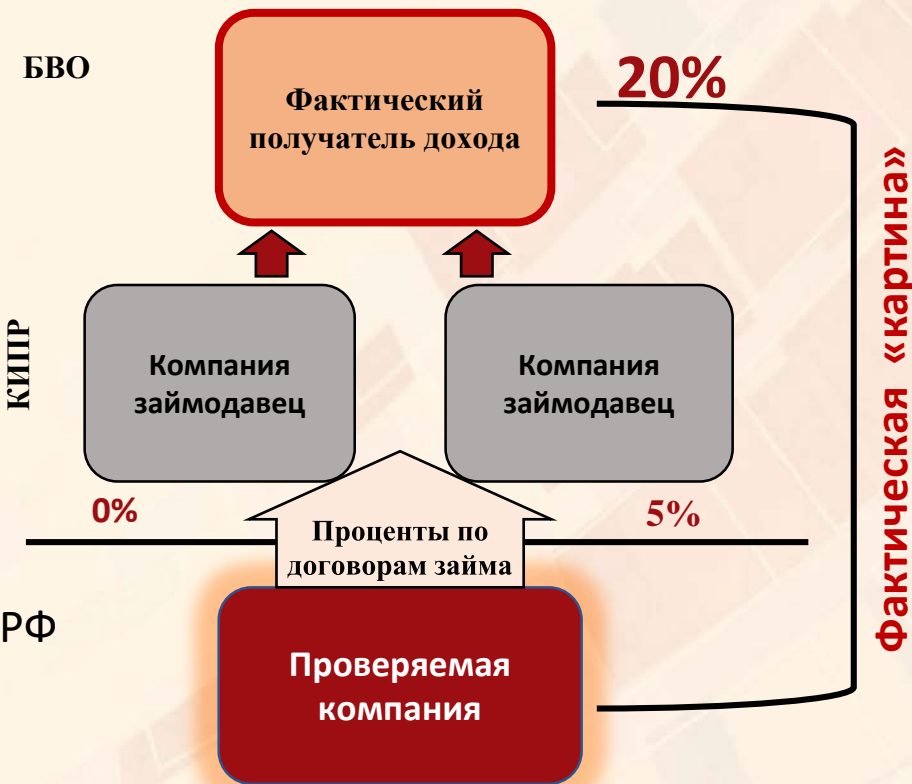 БВО
Фактический
получатель дохода
20%
КИПР
Компания
займодавец
Компания
займодавец
0%
5%
Проценты по
договорам займа
РФ
Проверяемая
компания
Фактическая «картина»